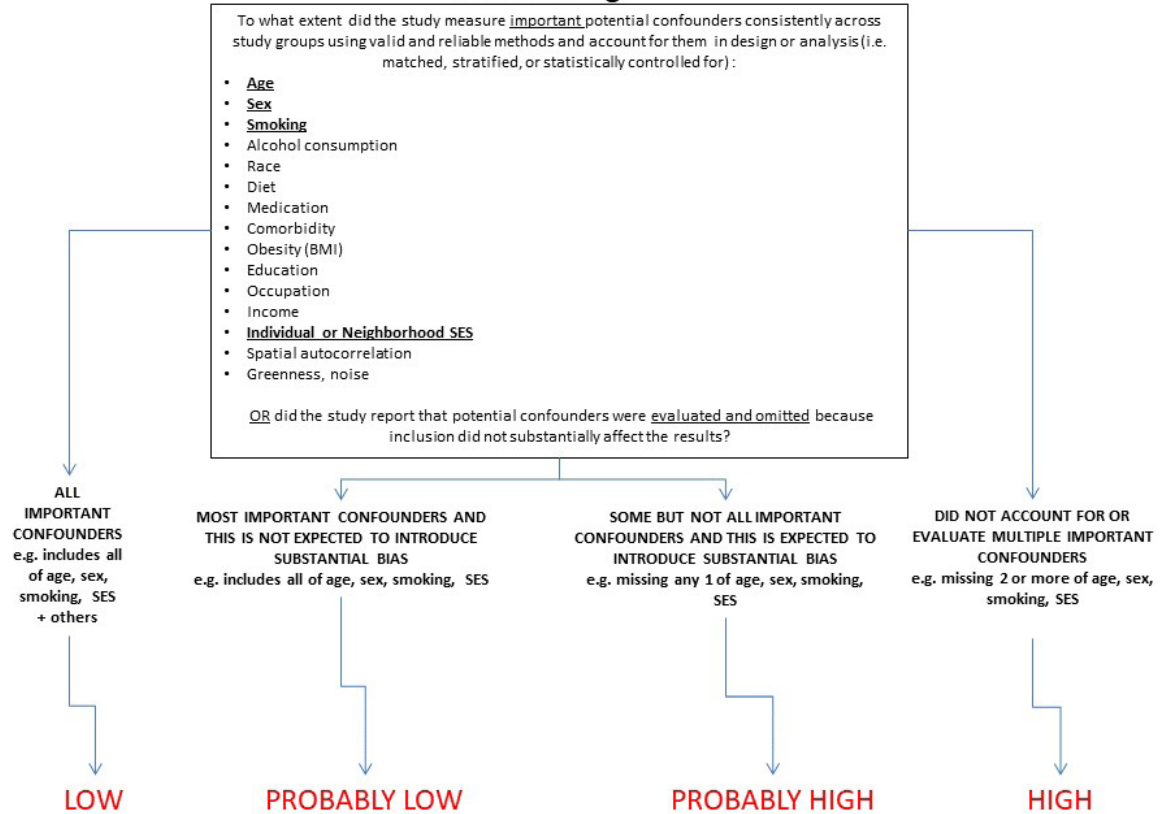 To what extent did the study measure important potential confounders consistently across
study groups using valid and reliable methods and account for them in design or analysis (i.e.
matched, stratified, or statistically controlled for) :
• Age
• Sex
• Smoking
• Alcohol consumption
• Race
• Diet
• Medication
• Comorbidity
• Obesity (BMI)
• Education
• Occupation
• Income
• Individual or Neighborhood SES
• Spatial autocorrelation
• Greenness, noise
OR did the study report that potential confounders were evaluated and omitted because
inclusion did not substantially affect the results?
ALL
IMPORTANT
CONFOUNDERS
e.g. includes all
of age, sex,
smoking, SES
+ others
MOST IMPORTANT CONFOUNDERS AND
THIS IS NOT EXPECTED TO INTRODUCE
SUBSTANTIAL BIAS
e.g. includes all of age, sex, smoking, SES
SOME BUT NOT ALL IMPORTANT
CONFOUNDERS AND THIS IS EXPECTED TO
INTRODUCE SUBSTANTIAL BIAS
e.g. missing any 1 of age, sex, smoking,
SES
DID NOT ACCOUNT FOR OR
EVALUATE MULTIPLE IMPORTANT
CONFOUNDERS
e.g. missing 2 or more of age, sex,
smoking, SES
LOW
PROBABLY LOW
PROBABLY HIGH
HIGH